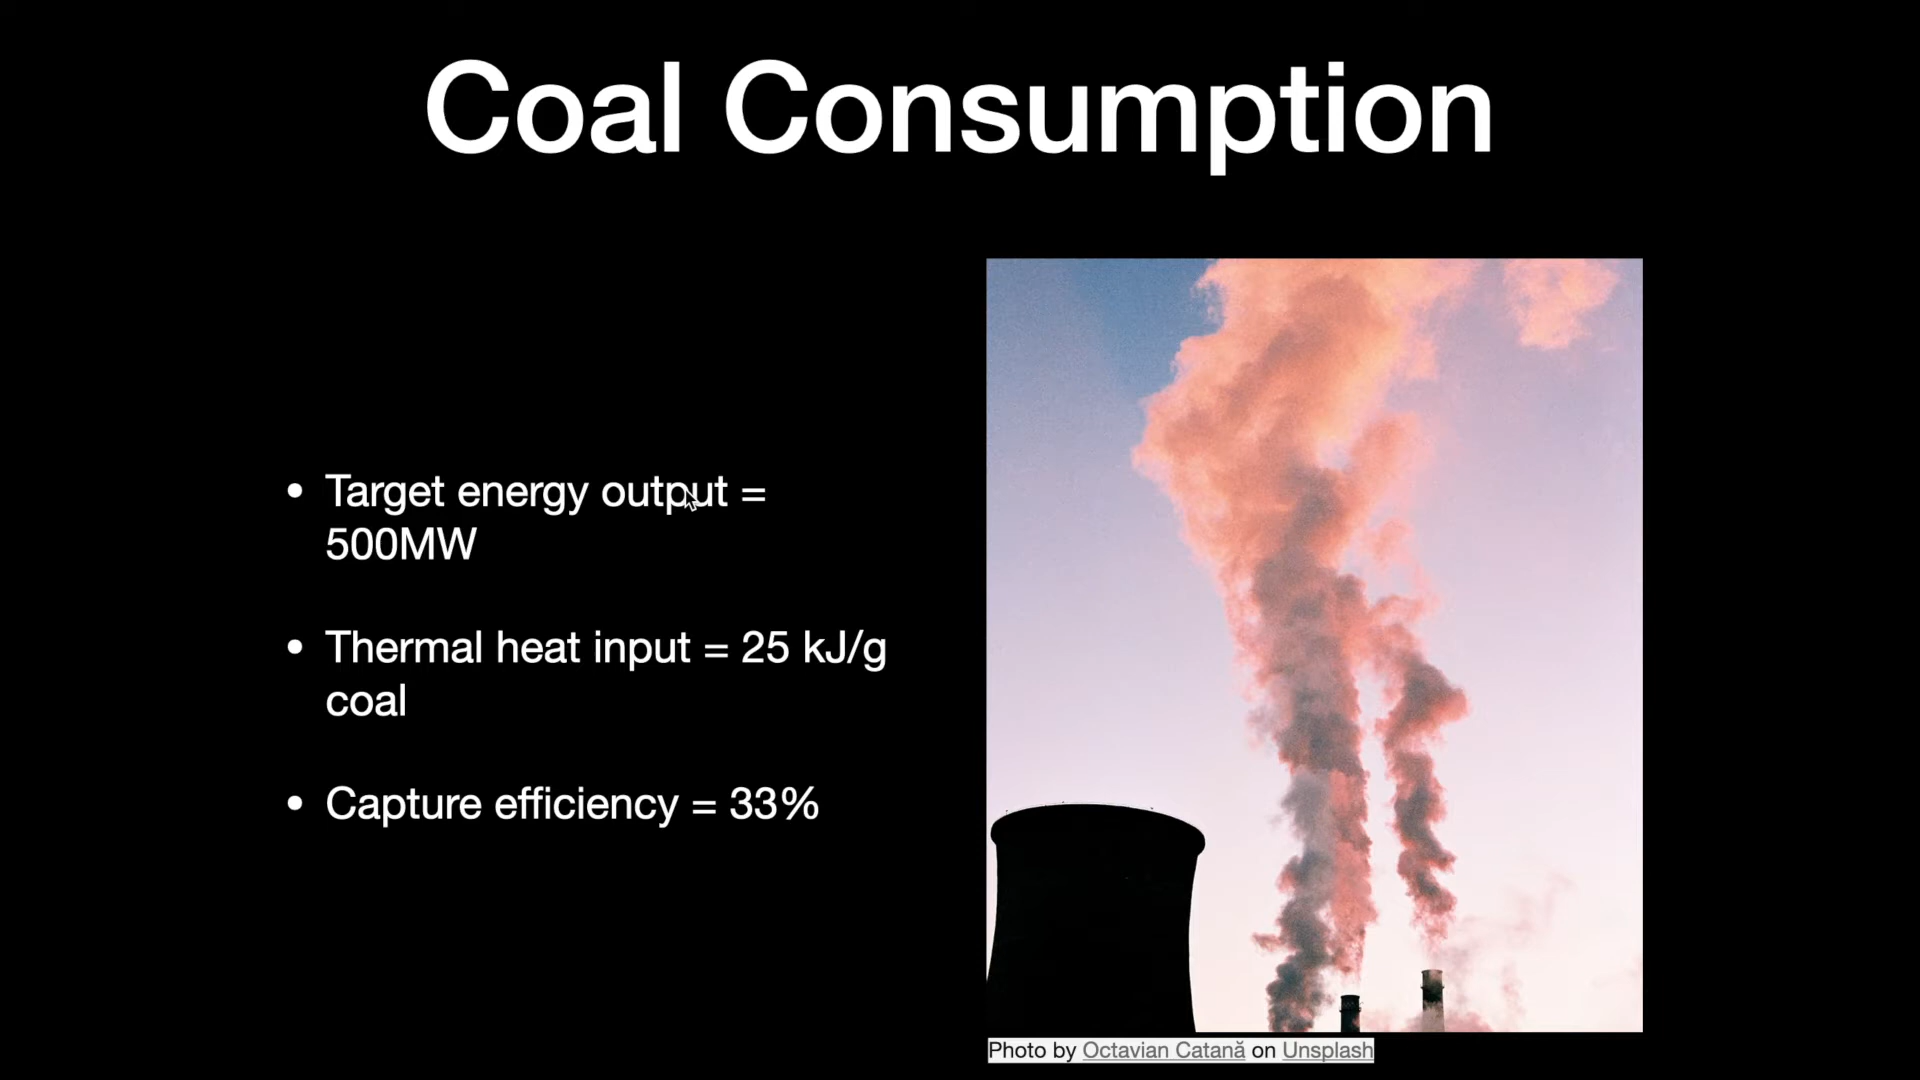 Coal Consumption
• Target energy output =
500MW
• Thermal heat input = 25 kJ/g
coal
• Capture efficiency = 33%
Photo by Octavian Catană on Unsplash